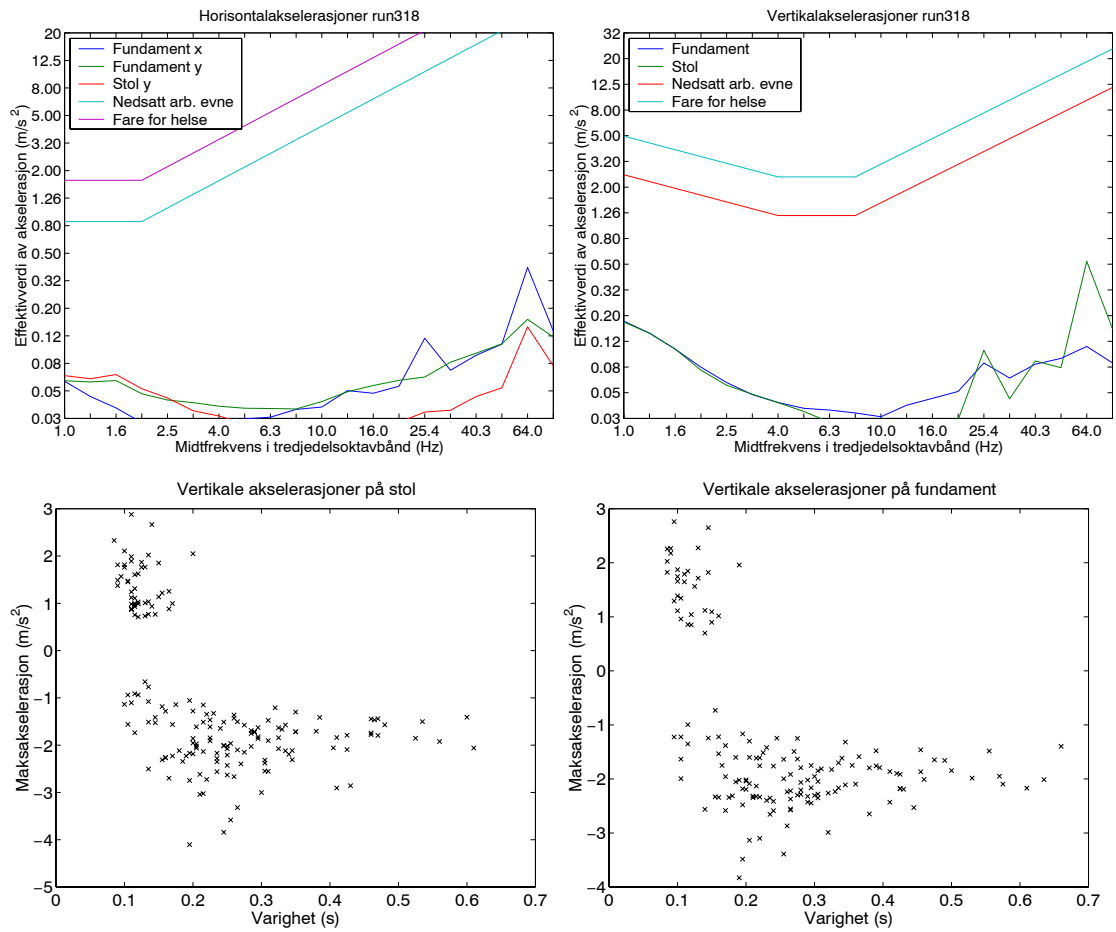 Horisontalakselerasjoner run318
Effektivverdi av akselerasjon (m/s²)
20
12.5
8.00
5.00
3.20
2.00
1.26
0.80
0.50
0.32
0.20
0.12
0.08
0.05
0.03
Fundament x
Fundament y
Stol y
Nedsatt arb. evne
Fare for helse
1.0 1.6 2.5 4.0 6.3 10.0 16.0 25.4 40.3 64.0
Midtfrekvens i tredjedelsoktavbånd (Hz)
Vertikalakselerasjoner run318
Effektivverdi av akselerasjon (m/s²)
32
20
12.5
8.00
5.00
3.20
2.00
1.26
0.80
0.50
0.32
0.20
0.12
0.08
0.05
0.03
Fundament
Stol
Nedsatt arb. evne
Fare for helse
1.0 1.6 2.5 4.0 6.3 10.0 16.0 25.4 40.3 64.0
Midtfrekvens i tredjedelsoktavbånd (Hz)
Vertikale akselerasjoner på stol
Maksakselerasjon (m/s²)
3
2
1
0
−1
−2
−3
−4
−5
0 0.1 0.2 0.3 0.4 0.5 0.6 0.7
Varighet (s)
Vertikale akselerasjoner på fundament
Maksakselerasjon (m/s²)
3
2
1
0
−1
−2
−3
−4
0 0.1 0.2 0.3 0.4 0.5 0.6 0.7
Varighet (s)